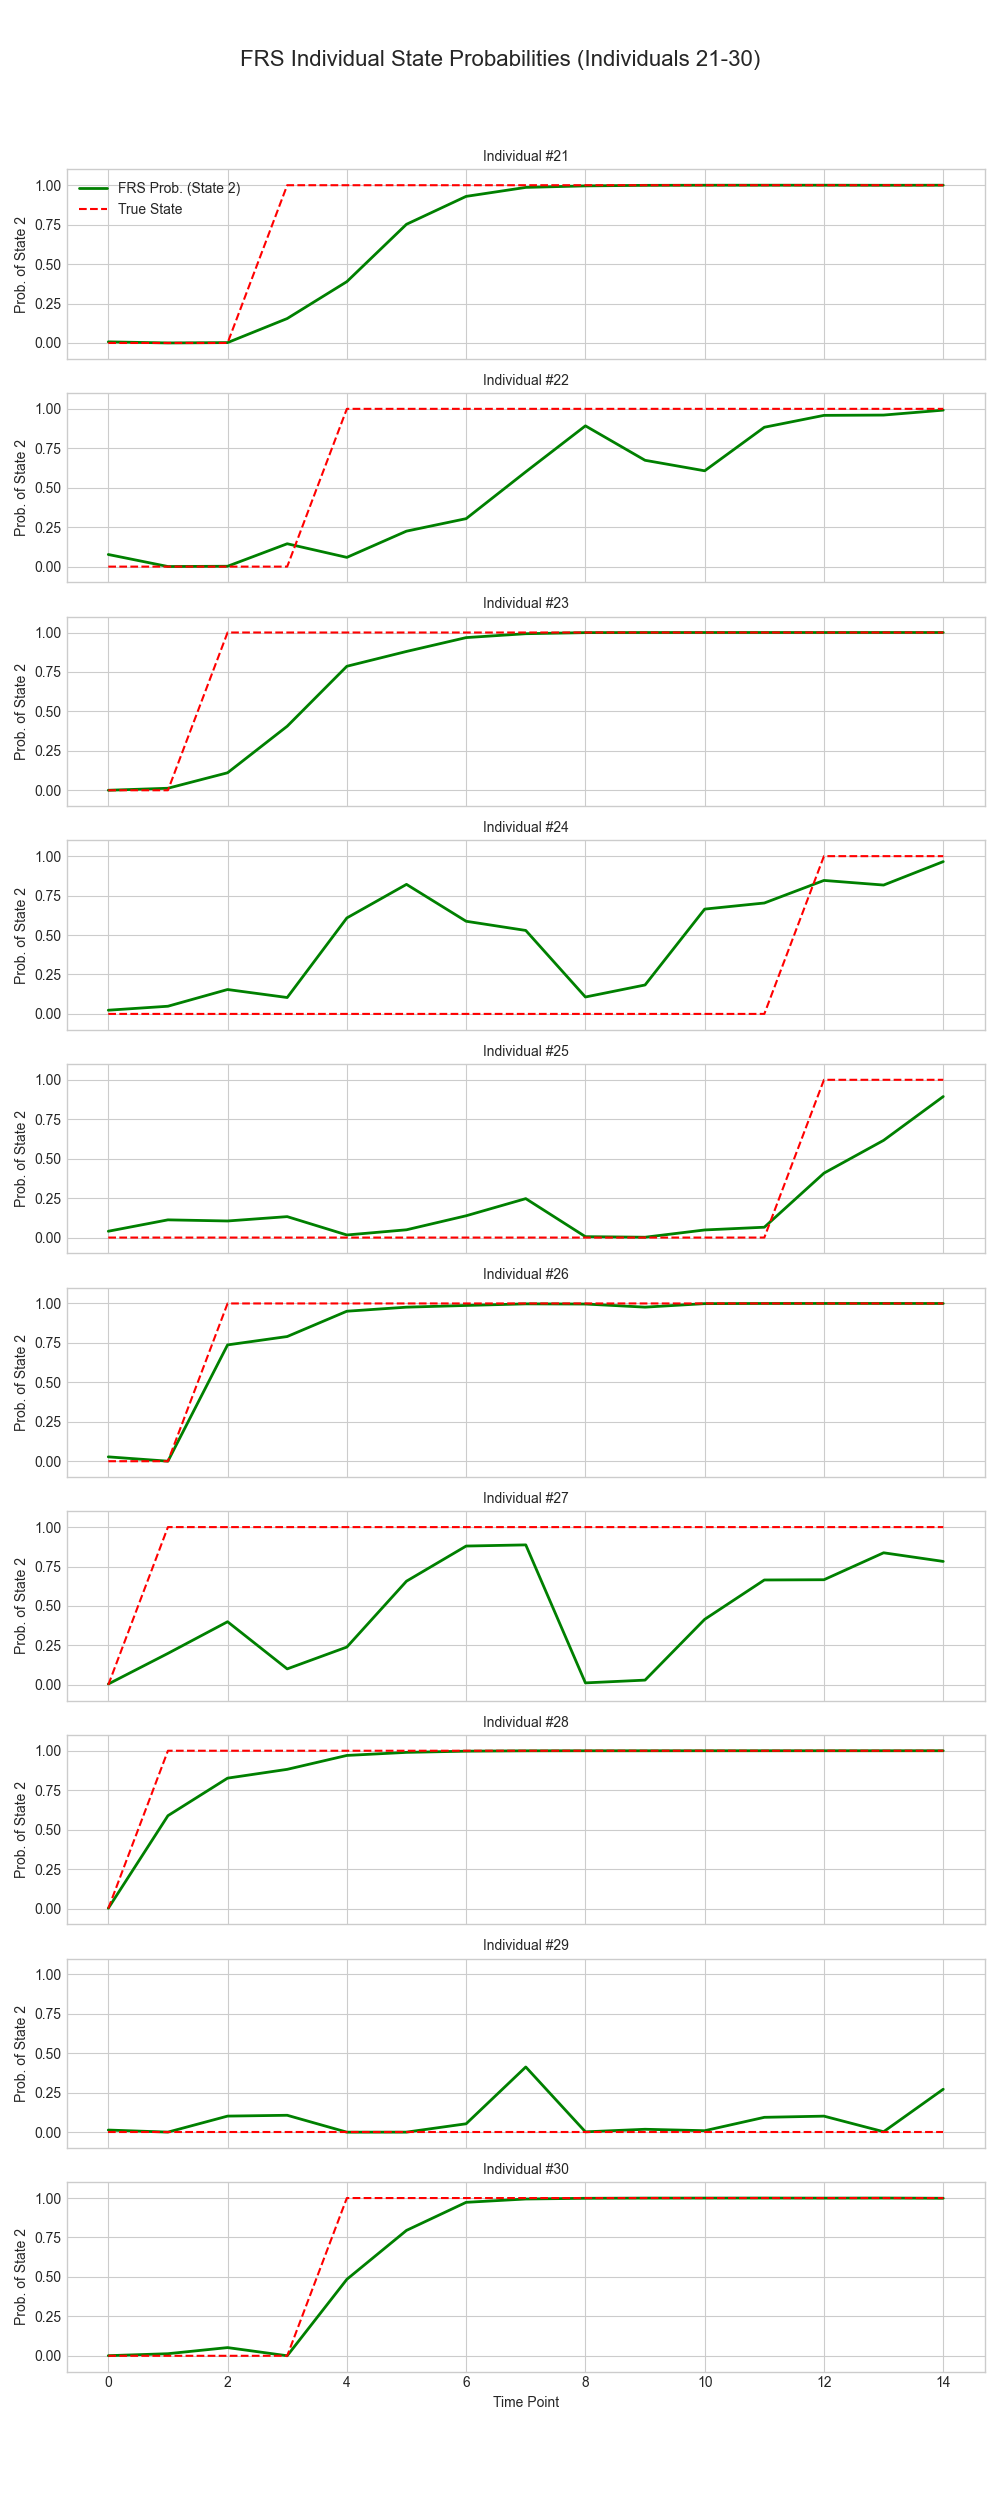 FRS Individual State Probabilities (Individuals 21-30)
Individual #21
1.00
0.75
0.50
0.25
0.00
Prob. of State 2
FRS Prob. (State 2)
True State
Individual #22
1.00
0.75
0.50
0.25
0.00
Prob. of State 2
Individual #23
1.00
0.75
0.50
0.25
0.00
Prob. of State 2
Individual #24
1.00
0.75
0.50
0.25
0.00
Prob. of State 2
Individual #25
1.00
0.75
0.50
0.25
0.00
Prob. of State 2
Individual #26
1.00
0.75
0.50
0.25
0.00
Prob. of State 2
Individual #27
1.00
0.75
0.50
0.25
0.00
Prob. of State 2
Individual #28
1.00
0.75
0.50
0.25
0.00
Prob. of State 2
Individual #29
1.00
0.75
0.50
0.25
0.00
Prob. of State 2
Individual #30
1.00
0.75
0.50
0.25
0.00
Prob. of State 2
0 2 4 6 8 10 12 14
Time Point